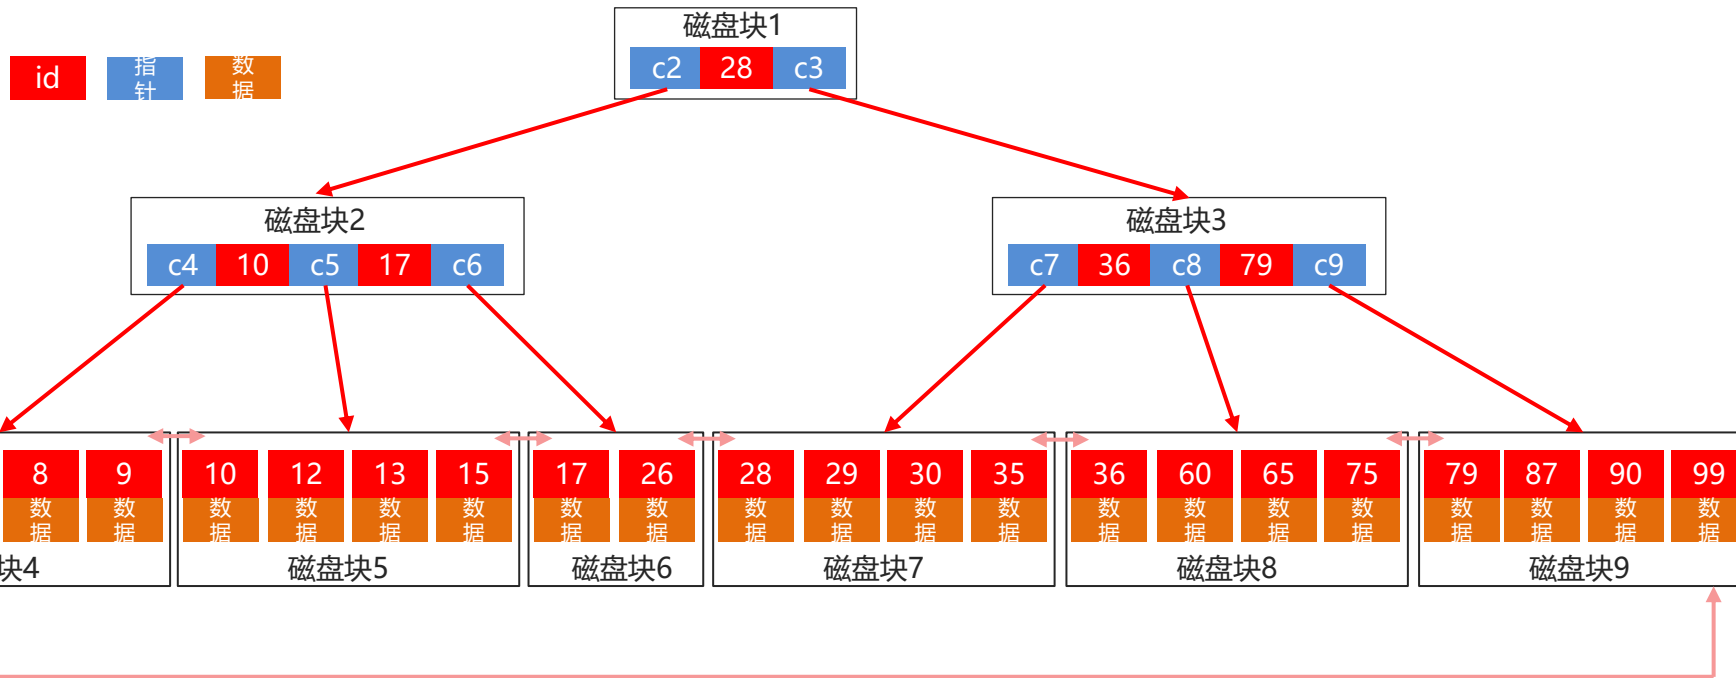 磁盘块1
c2 28 c3
id 指针 数据
磁盘块2
磁盘块3
c4 10 c5 17 c6
c7 36 c8 79 c9
8 9
10 12 13 15
17 26
28 29 30 35
36 60 65 75
79 87 90 99
数据 数据
数据 数据 数据 数据
数据 数据
数据 数据 数据 数据
数据 数据 数据 数据
数据 数据 数据 数据
块4
磁盘块5
磁盘块6
磁盘块7
磁盘块8
磁盘块9